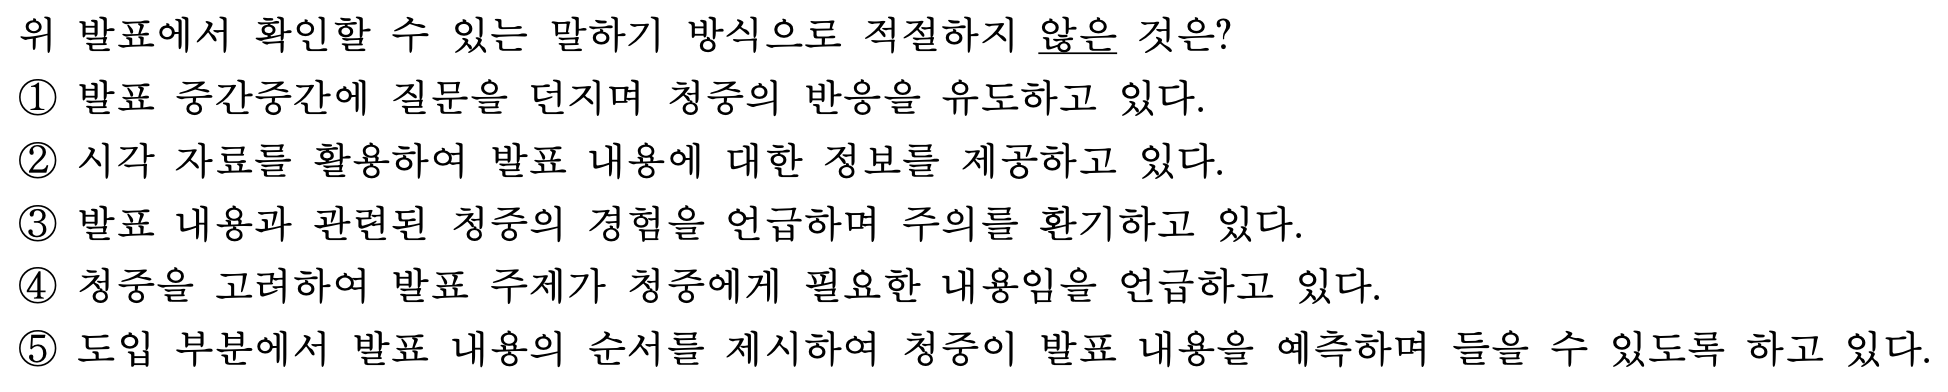 위 발표에서 확인할 수 있는 말하기 방식으로 적절하지 않은 것은?
① 발표 중간중간에 질문을 던지며 청중의 반응을 유도하고 있다.
② 시각 자료를 활용하여 발표 내용에 대한 정보를 제공하고 있다.
③ 발표 내용과 관련된 청중의 경험을 언급하며 주의를 환기하고 있다.
④ 청중을 고려하여 발표 주제가 청중에게 필요한 내용임을 언급하고 있다.
⑤ 도입 부분에서 발표 내용의 순서를 제시하여 청중이 발표 내용을 예측하며 들을 수 있도록 하고 있다.